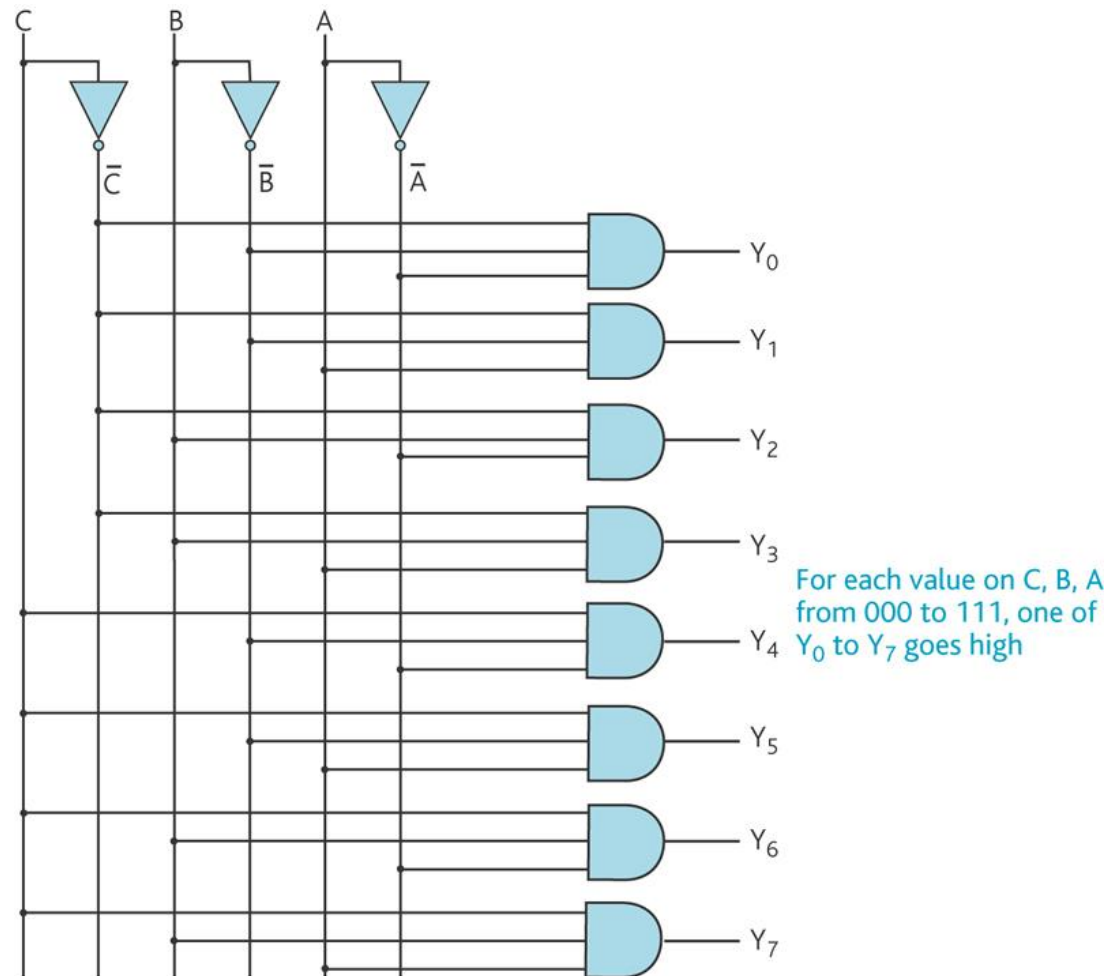 C B A
C̅ B̅ A̅
Y₀
Y₁
Y₂
Y₃
For each value on C, B, A
from 000 to 111, one of
Y₄
Y₀ to Y₇ goes high
Y₅
Y₆
Y₇